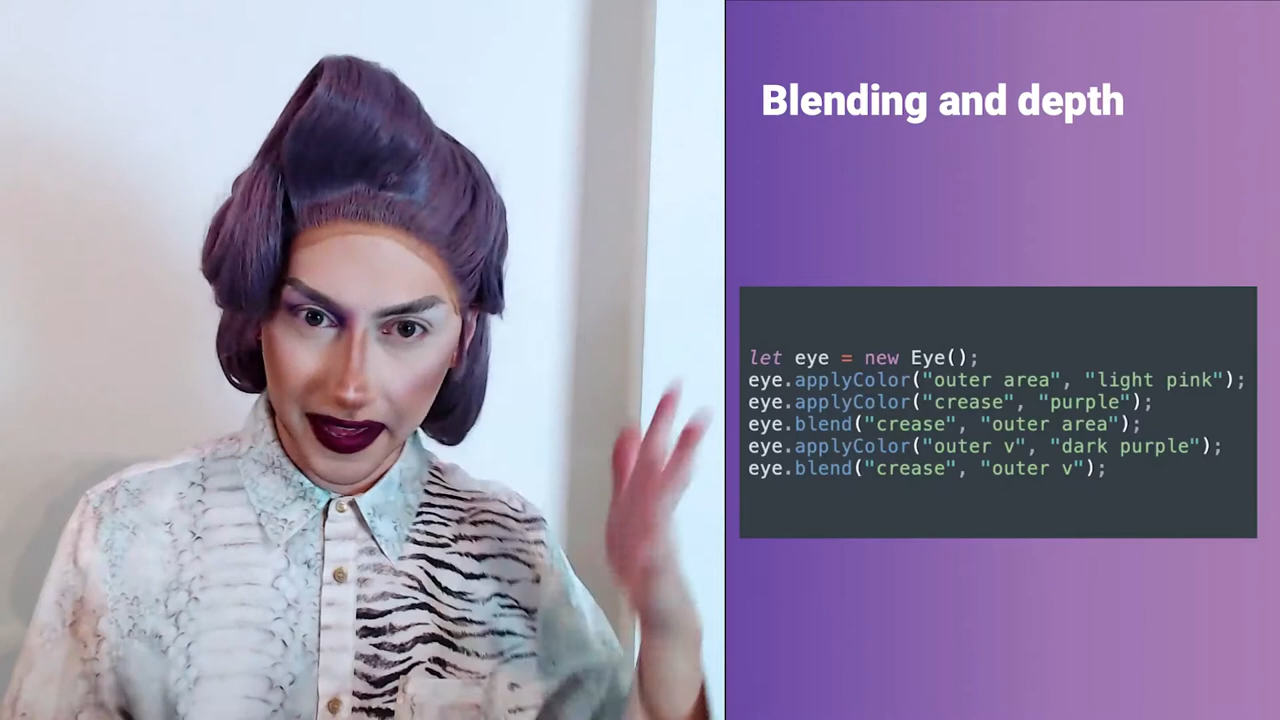 Blending and depth
let eye = new Eye();
eye.applyColor("outer area", "light pink");
eye.applyColor("crease", "purple");
eye.blend("crease", "outer area");
eye.applyColor("outer v", "dark purple");
eye.blend("crease", "outer v");